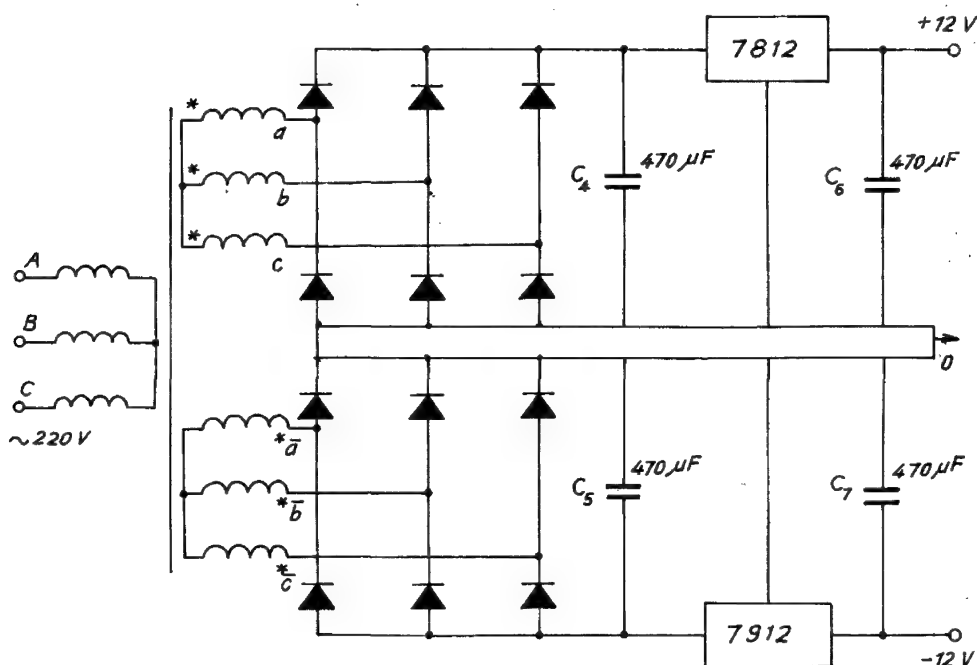 +12 V
7812
*
a
*
b
*
c
C4
470 µF
C6
470 µF
A
B
C
~220 V
0
* a̅
* b̅
* c̅
C5
470 µF
C7
470 µF
7912
-12 V